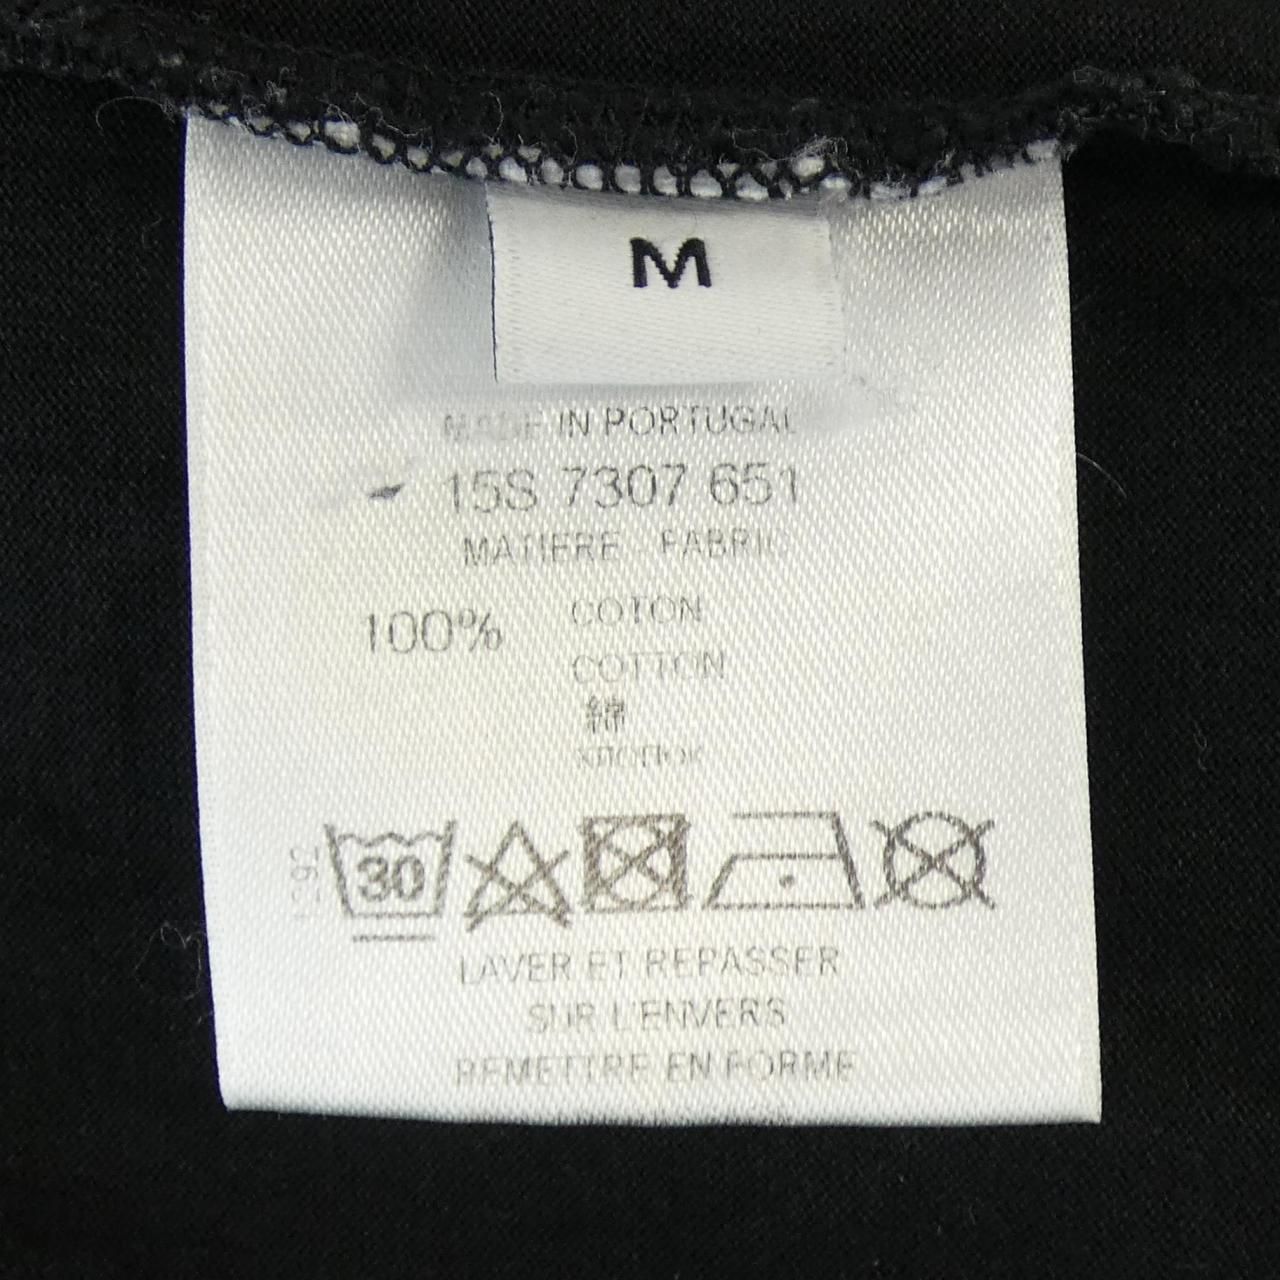 M
MADE IN PORTUGAL
15S 7307 651
MATIERE - FABRIC
100% COTON
COTTON
綿
хлопок
30
LAVER ET REPASSER
SUR L'ENVERS
REMETTRE EN FORME